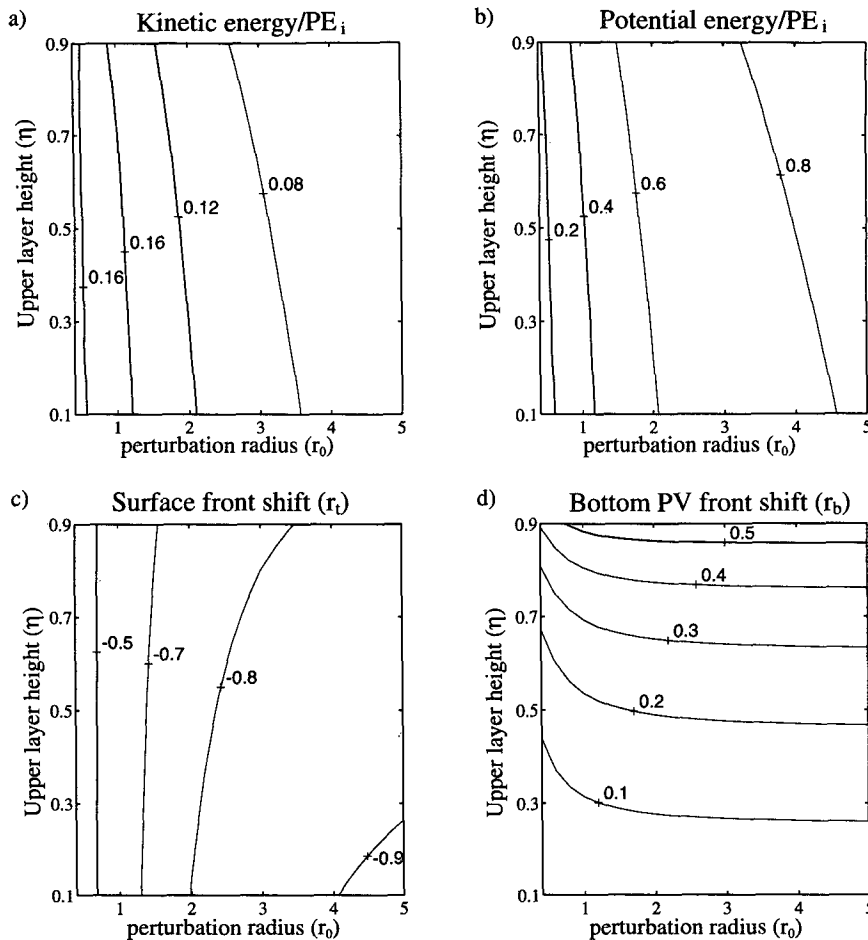 a) Kinetic energy/PE i
Upper layer height (η)
0.9
0.7
0.5
0.3
0.1
0.16
0.16
0.12
0.08
1 2 3 4 5
perturbation radius (r0)
b) Potential energy/PE i
Upper layer height (η)
0.9
0.7
0.5
0.3
0.1
0.2
0.4
0.6
0.8
1 2 3 4 5
perturbation radius (r0)
c) Surface front shift (rt)
Upper layer height (η)
0.9
0.7
0.5
0.3
0.1
-0.5
-0.7
-0.8
-0.9
1 2 3 4 5
perturbation radius (r0)
d) Bottom PV front shift (rb)
Upper layer height (η)
0.9
0.7
0.5
0.3
0.1
0.5
0.4
0.3
0.2
0.1
1 2 3 4 5
perturbation radius (r0)